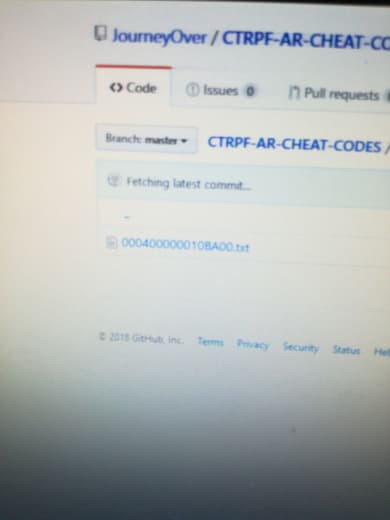 JourneyOver / CTRPF-AR-CHEAT-CO
<> Code Issues 0 Pull requests
Branch: master CTRPF-AR-CHEAT-CODES /
Fetching latest commit...
..
000400000010BA00.txt
© 2018 GitHub, Inc. Terms Privacy Security Status Hel